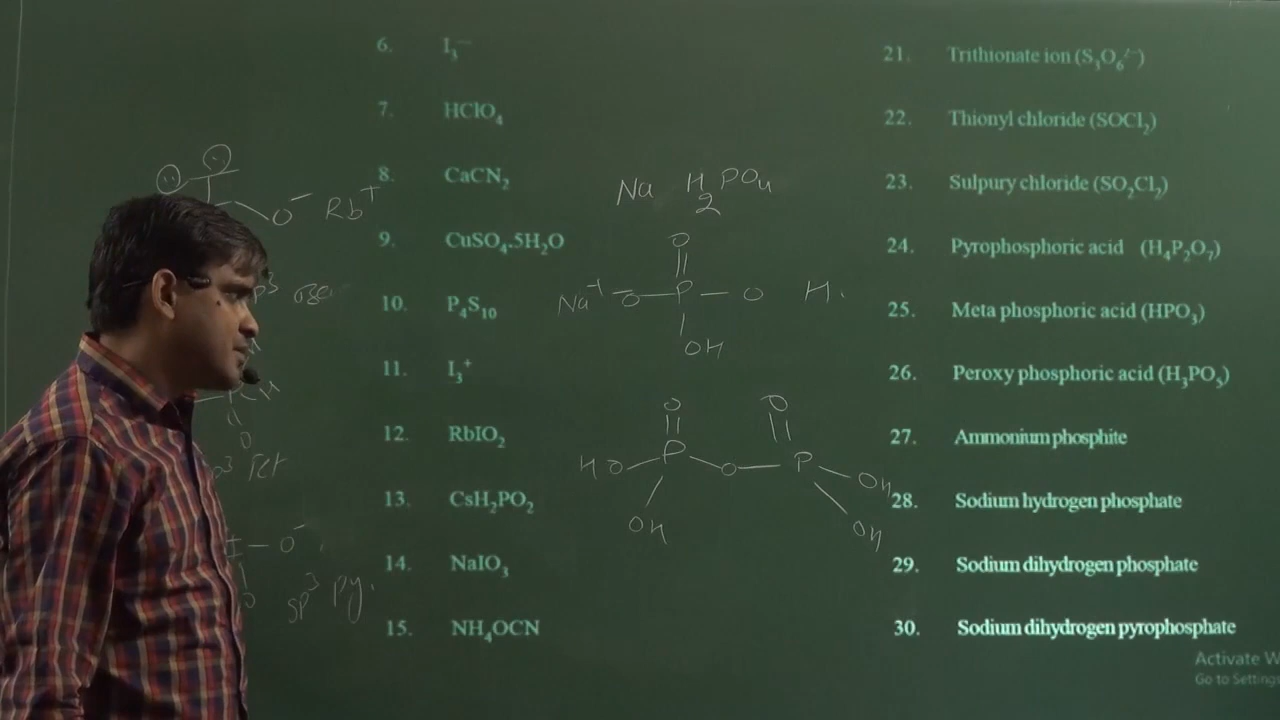 6. I₃⁻
7. HClO₄
8. CaCN₂
9. CuSO₄.5H₂O
10. P₄S₁₀
11. I₃⁺
12. RbIO₂
13. CsH₂PO₂
14. NaIO₃
15. NH₄OCN
O⁻ Rb⁺
O⁻
sp³ Py.
Na H₂PO₄
O
Na⁺ ⁻O P O H
OH
O O
HO P O P OH
OH OH
21. Trithionate ion (S₃O₆²⁻)
22. Thionyl chloride (SOCl₂)
23. Sulpury chloride (SO₂Cl₂)
24. Pyrophosphoric acid (H₄P₂O₇)
25. Meta phosphoric acid (HPO₃)
26. Peroxy phosphoric acid (H₃PO₅)
27. Ammonium phosphite
28. Sodium hydrogen phosphate
29. Sodium dihydrogen phosphate
30. Sodium dihydrogen pyrophosphate
Activate W
Go to Settings